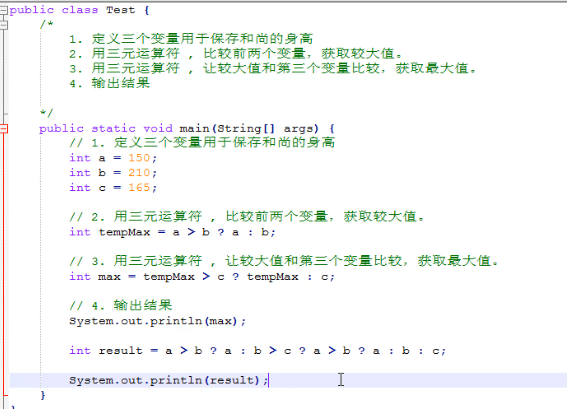 public class Test {
/*
1. 定义三个变量用于保存和尚的身高
2. 用三元运算符 , 比较前两个变量, 获取较大值。
3. 用三元运算符 , 让较大值和第三个变量比较, 获取最大值。
4. 输出结果
*/
public static void main(String[] args) {
// 1. 定义三个变量用于保存和尚的身高
int a = 150;
int b = 210;
int c = 165;
// 2. 用三元运算符 , 比较前两个变量, 获取较大值。
int tempMax = a > b ? a : b;
// 3. 用三元运算符 , 让较大值和第三个变量比较, 获取最大值。
int max = tempMax > c ? tempMax : c;
// 4. 输出结果
System.out.println(max);
int result = a > b ? a : b > c ? a > b ? a : b : c;
System.out.println(result);
}
}